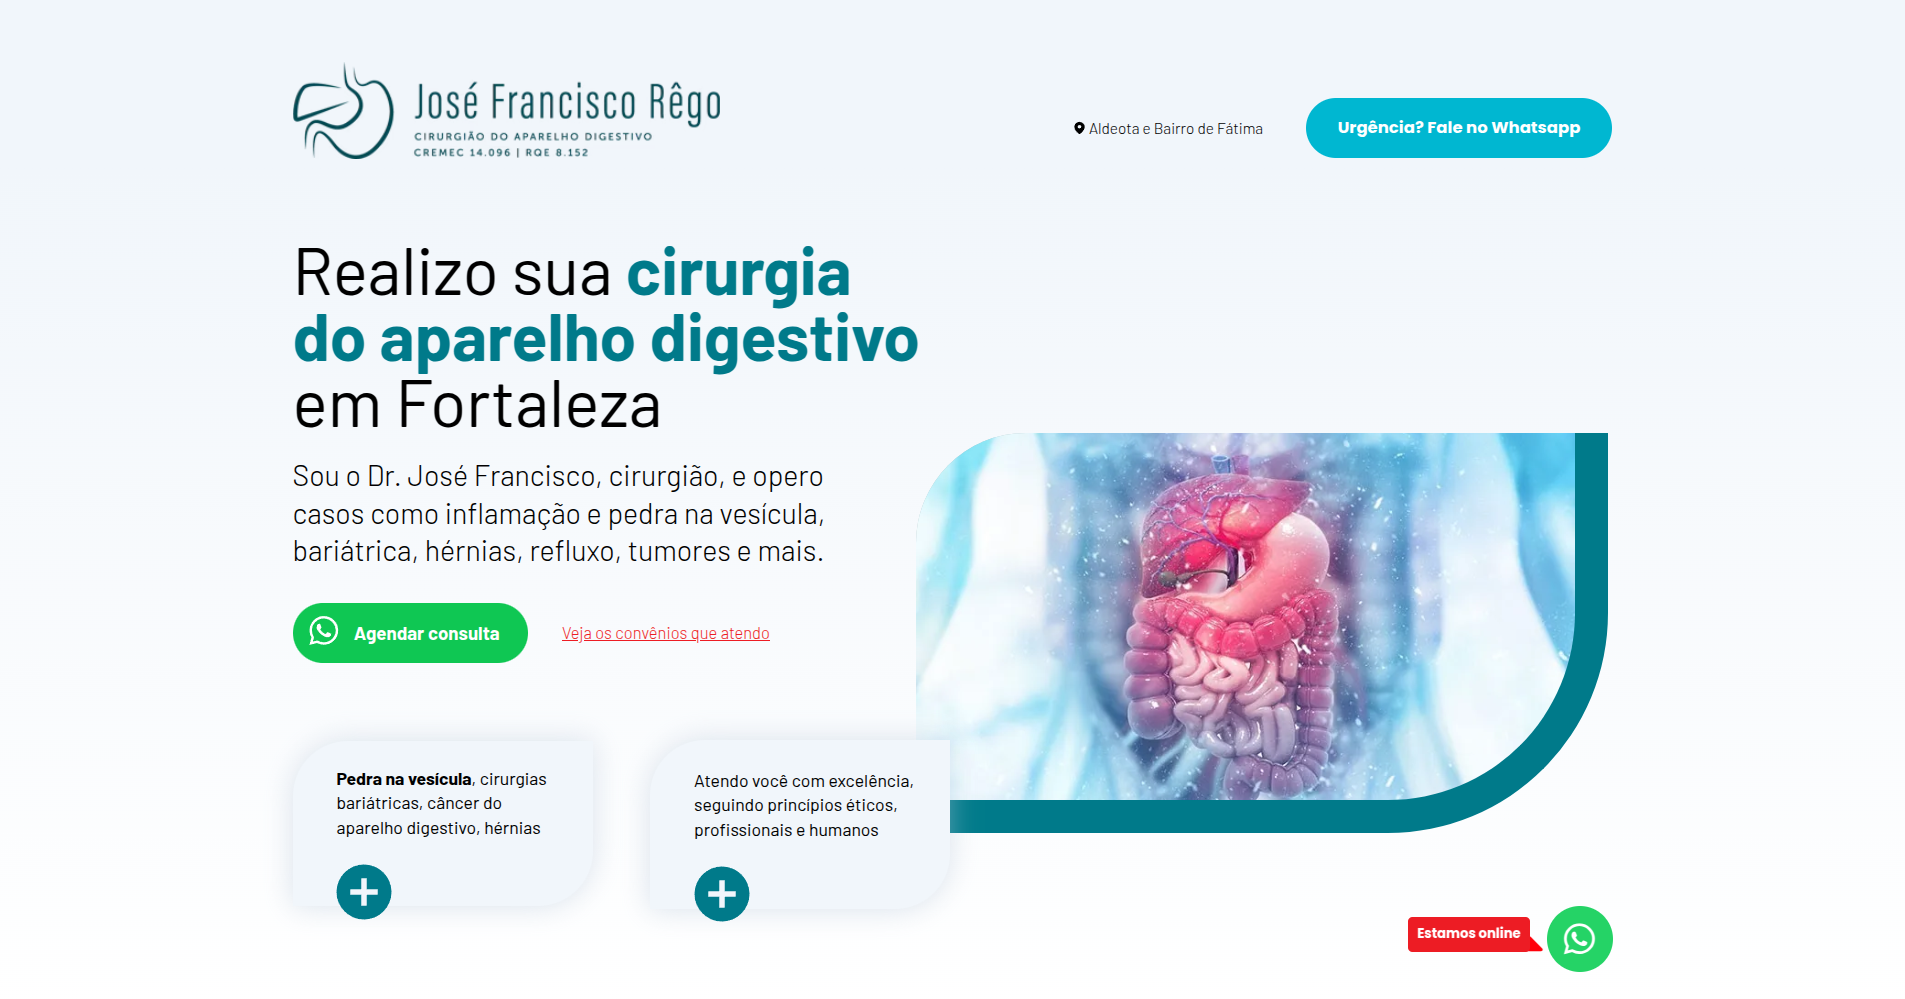 José Francisco Rêgo
CIRURGIÃO DO APARELHO DIGESTIVO
CREMEC 14.096 | RQE 8.152
Aldeota e Bairro de Fátima
Urgência? Fale no Whatsapp
Realizo sua cirurgia
do aparelho digestivo
em Fortaleza
Sou o Dr. José Francisco, cirurgião, e opero
casos como inflamação e pedra na vesícula,
bariátrica, hérnias, refluxo, tumores e mais.
Agendar consulta
Veja os convênios que atendo
Pedra na vesícula, cirurgias
bariátricas, câncer do
aparelho digestivo, hérnias
Atendo você com excelência,
seguindo princípios éticos,
profissionais e humanos
Estamos online